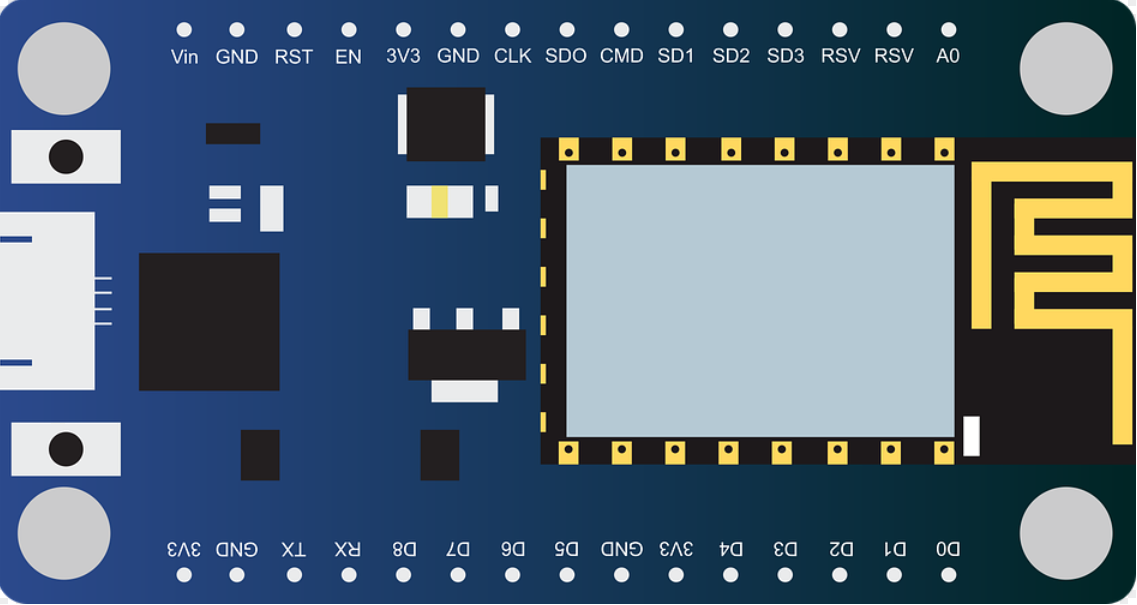 Vin GND RST EN 3V3 GND CLK SDO CMD SD1 SD2 SD3 RSV RSV A0
3V3 GND TX RX D8 D7 D6 D5 GND 3V3 D4 D3 D2 D1 D0